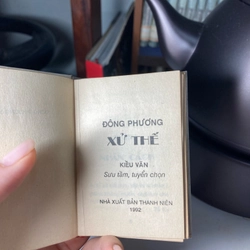 ĐÔNG PHƯƠNG
XỬ THẾ
KIỀU VĂN
Sưu tầm, tuyển chọn
NHÀ XUẤT BẢN THANH NIÊN
1992